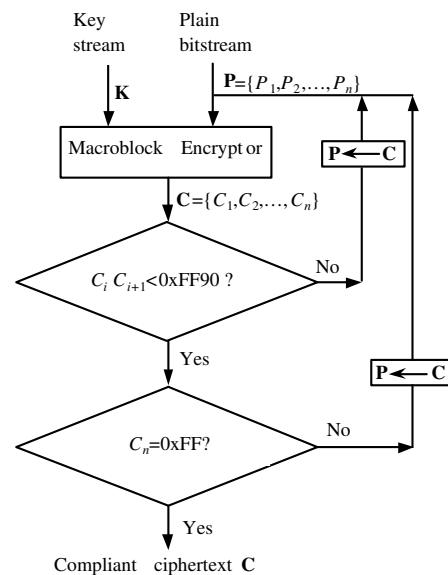 Key stream
Plain bitstream
K
P={P1,P2,…,Pn}
Macroblock Encryptor
P ← C
C={C1,C2,…,Cn}
Ci Ci+1<0xFF90 ?
No
Yes
P ← C
Cn=0xFF?
No
Yes
Compliant ciphertext C